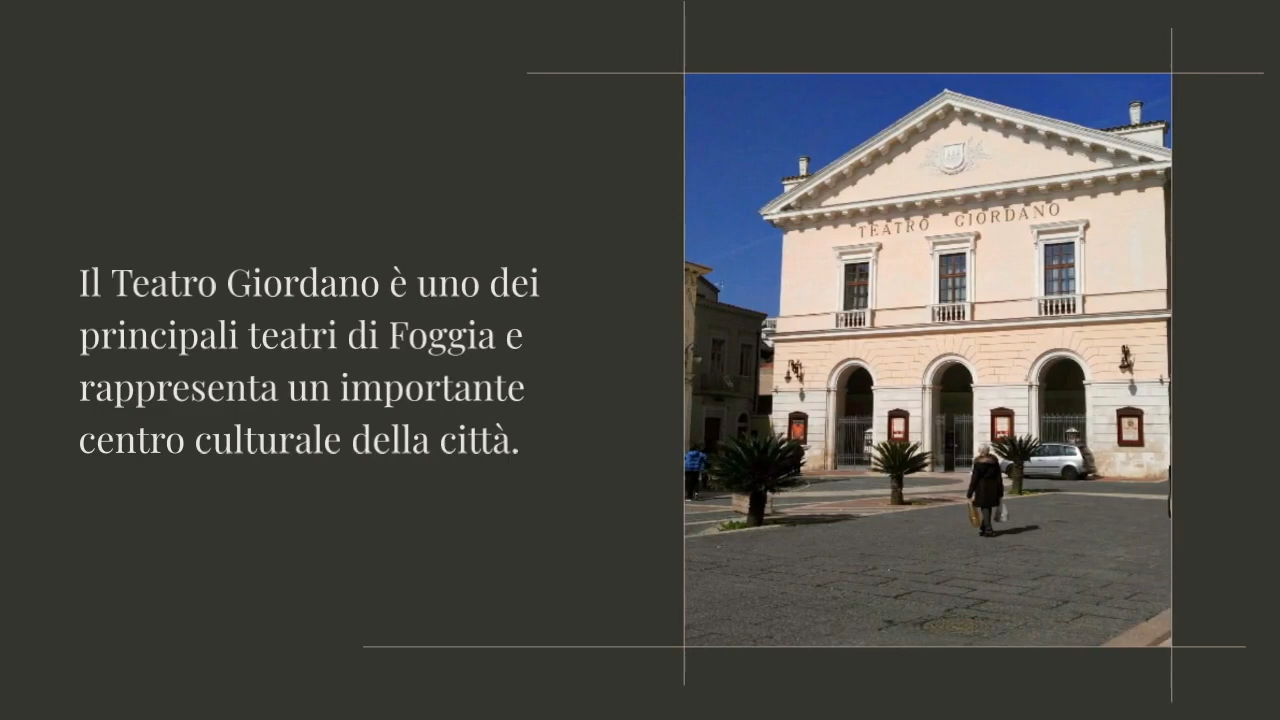 Il Teatro Giordano è uno dei
principali teatri di Foggia e
rappresenta un importante
centro culturale della città.
TEATRO GIORDANO